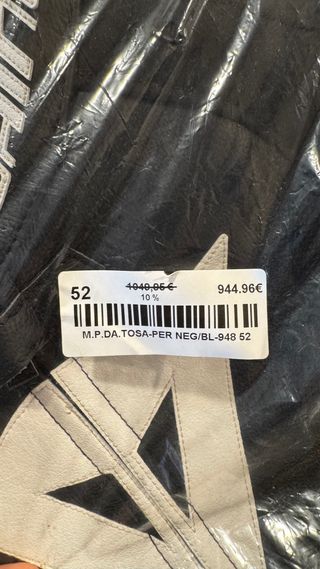 52 1049,95 € 944.96€
10 %
M.P.DA.TOSA-PER NEG/BL-948 52